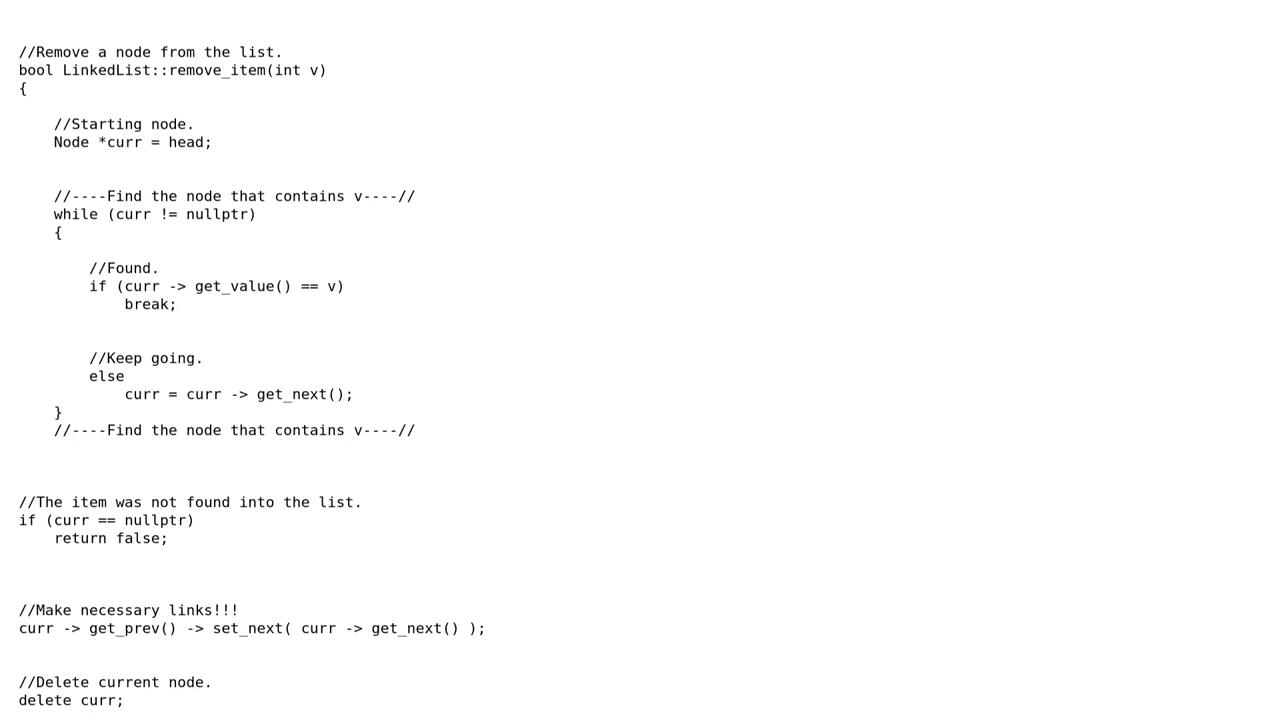 //Remove a node from the list.
bool LinkedList::remove_item(int v)
{
//Starting node.
Node *curr = head;
//----Find the node that contains v----//
while (curr != nullptr)
{
//Found.
if (curr -> get_value() == v)
break;
//Keep going.
else
curr = curr -> get_next();
}
//----Find the node that contains v----//
//The item was not found into the list.
if (curr == nullptr)
return false;
//Make necessary links!!!
curr -> get_prev() -> set_next( curr -> get_next() );
//Delete current node.
delete curr;